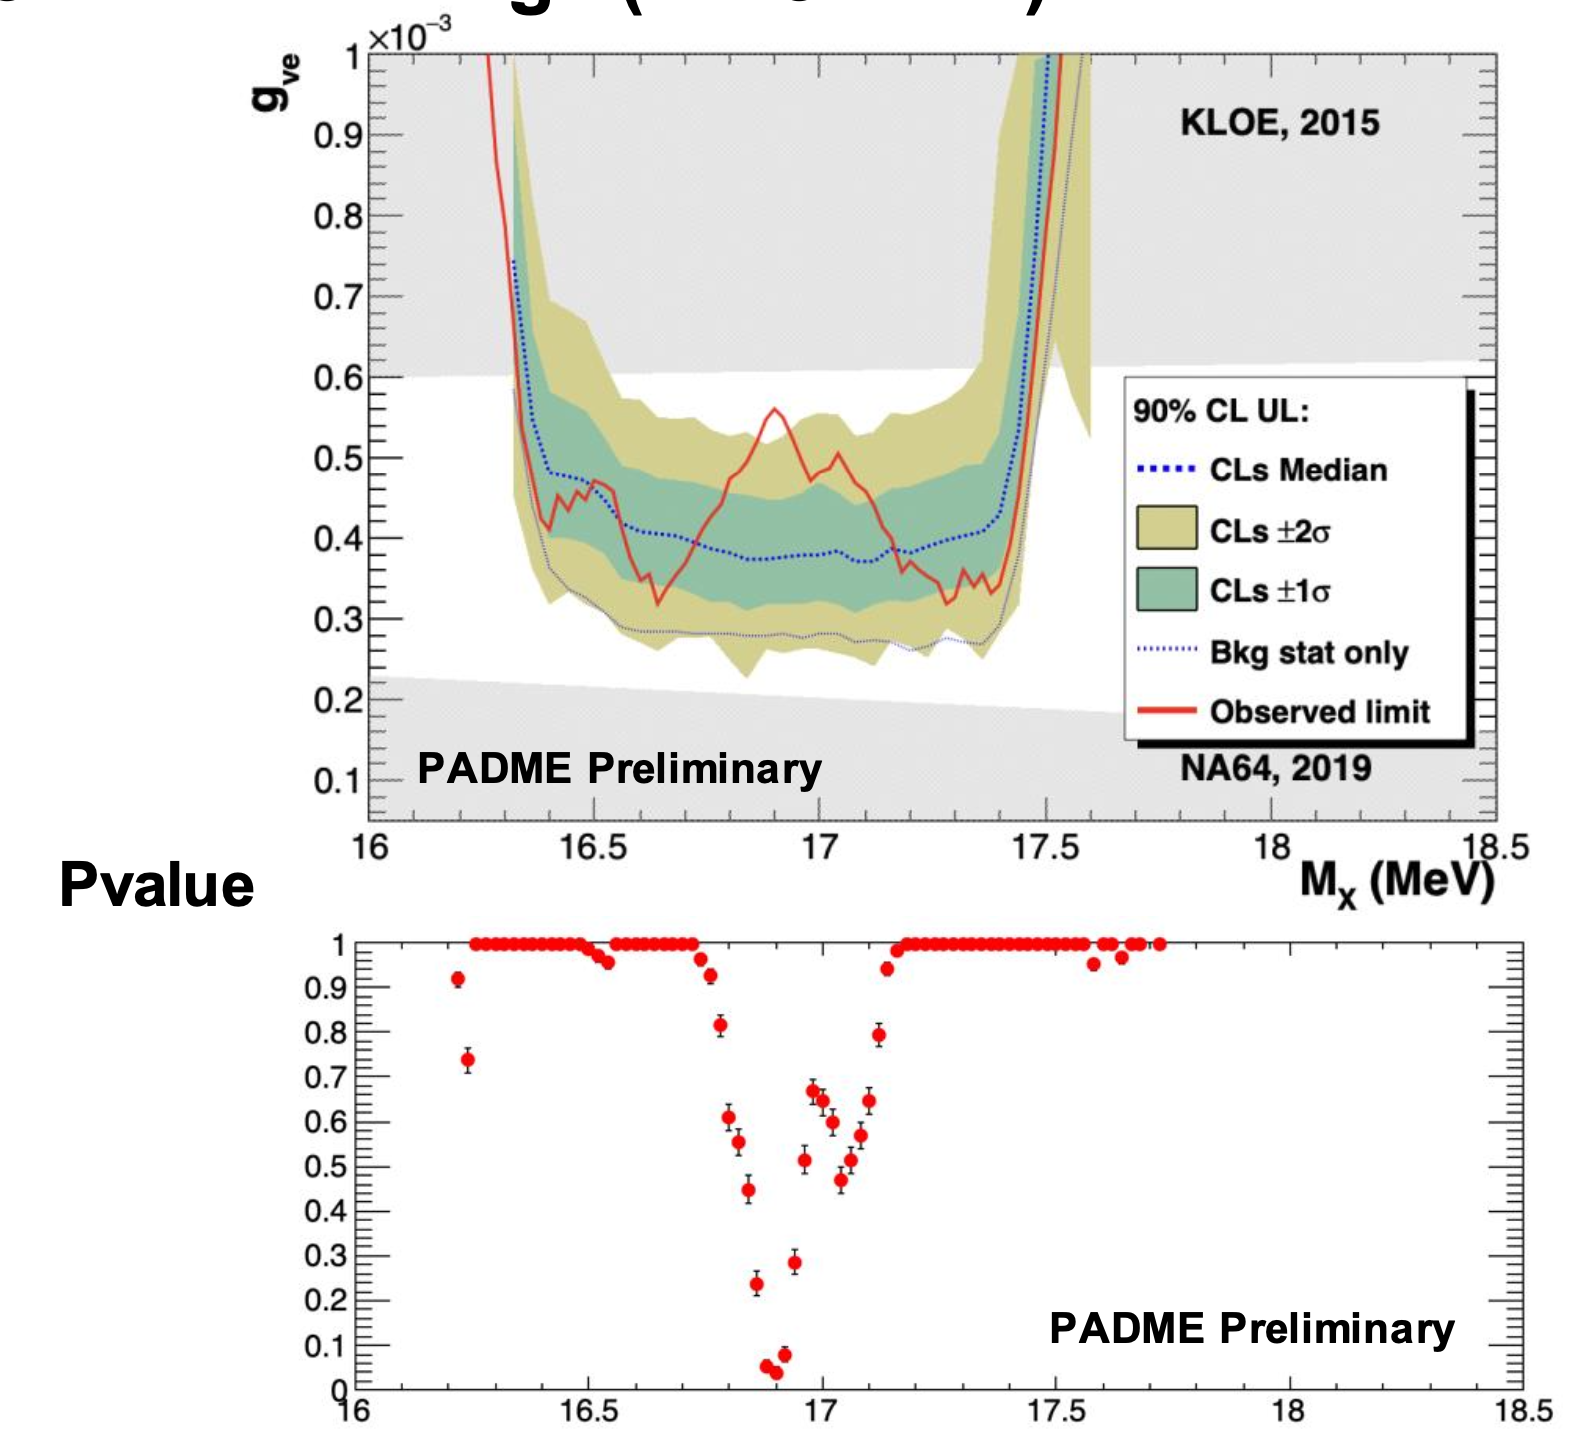 ×10⁻³
g_ve
1
0.9
0.8
0.7
0.6
0.5
0.4
0.3
0.2
0.1
KLOE, 2015
90% CL UL:
CLs Median
CLs ±2σ
CLs ±1σ
Bkg stat only
Observed limit
PADME Preliminary
NA64, 2019
16 16.5 17 17.5 18 18.5
M_X (MeV)
Pvalue
1
0.9
0.8
0.7
0.6
0.5
0.4
0.3
0.2
0.1
0
PADME Preliminary
16 16.5 17 17.5 18 18.5